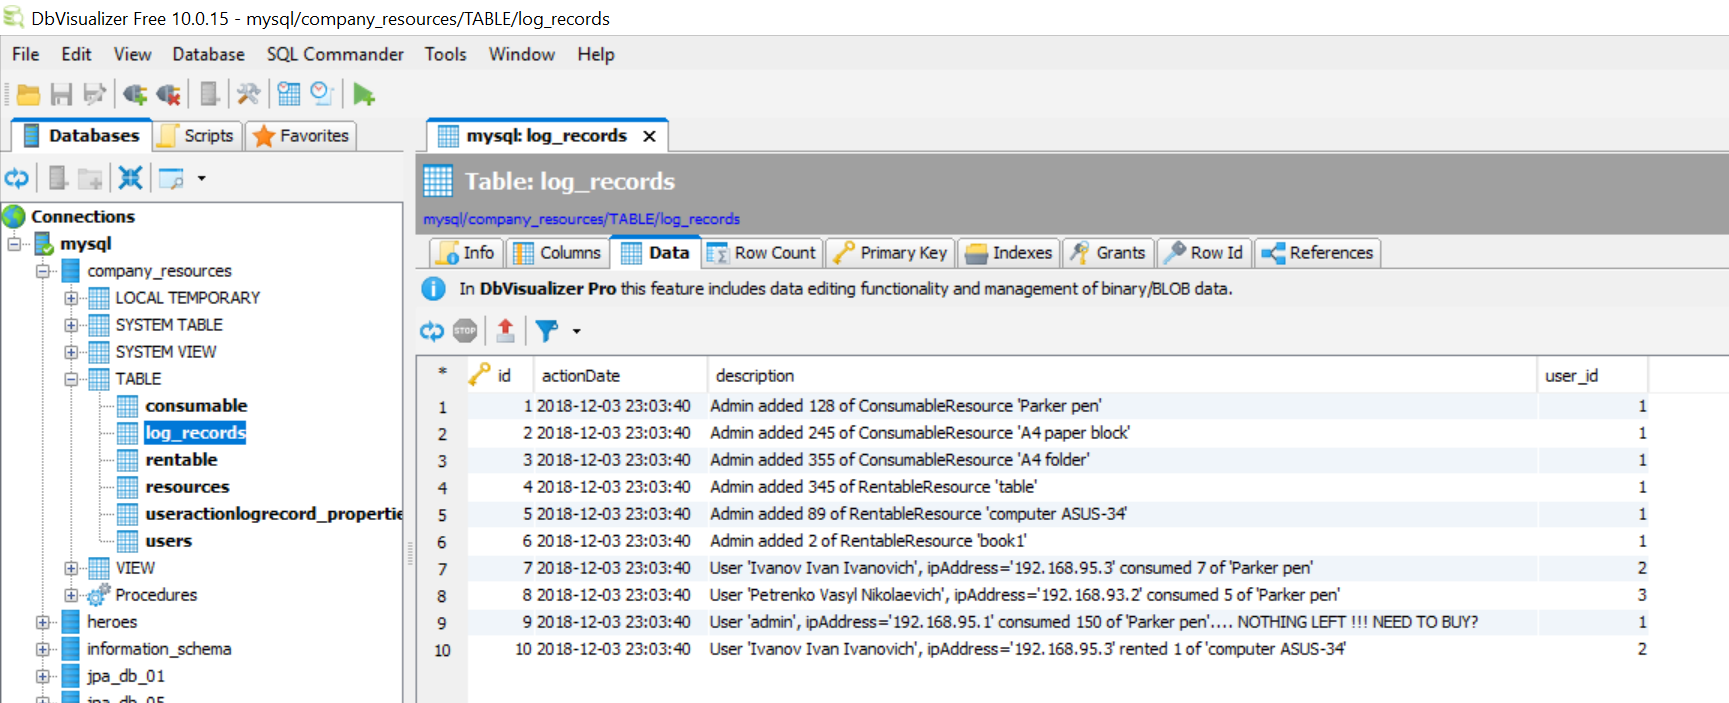 DbVisualizer Free 10.0.15 - mysql/company_resources/TABLE/log_records
File Edit View Database SQL Commander Tools Window Help
Databases Scripts Favorites
Connections
mysql
company_resources
LOCAL TEMPORARY
SYSTEM TABLE
SYSTEM VIEW
TABLE
consumable
log_records
rentable
resources
useractionlogrecord_propertie
users
VIEW
Procedures
heroes
information_schema
jpa_db_01
mysql: log_records
Table: log_records
mysql/company_resources/TABLE/log_records
Info Columns Data Row Count Primary Key Indexes Grants Row Id References
In DbVisualizer Pro this feature includes data editing functionality and management of binary/BLOB data.
STOP
* id actionDate description user_id
1 1 2018-12-03 23:03:40 Admin added 128 of ConsumableResource 'Parker pen' 1
2 2 2018-12-03 23:03:40 Admin added 245 of ConsumableResource 'A4 paper block' 1
3 3 2018-12-03 23:03:40 Admin added 355 of ConsumableResource 'A4 folder' 1
4 4 2018-12-03 23:03:40 Admin added 345 of RentableResource 'table' 1
5 5 2018-12-03 23:03:40 Admin added 89 of RentableResource 'computer ASUS-34' 1
6 6 2018-12-03 23:03:40 Admin added 2 of RentableResource 'book1' 1
7 7 2018-12-03 23:03:40 User 'Ivanov Ivan Ivanovich', ipAddress='192.168.95.3' consumed 7 of 'Parker pen' 2
8 8 2018-12-03 23:03:40 User 'Petrenko Vasyl Nikolaevich', ipAddress='192.168.93.2' consumed 5 of 'Parker pen' 3
9 9 2018-12-03 23:03:40 User 'admin', ipAddress='192.168.95.1' consumed 150 of 'Parker pen'.... NOTHING LEFT !!! NEED TO BUY? 1
10 10 2018-12-03 23:03:40 User 'Ivanov Ivan Ivanovich', ipAddress='192.168.95.3' rented 1 of 'computer ASUS-34' 2